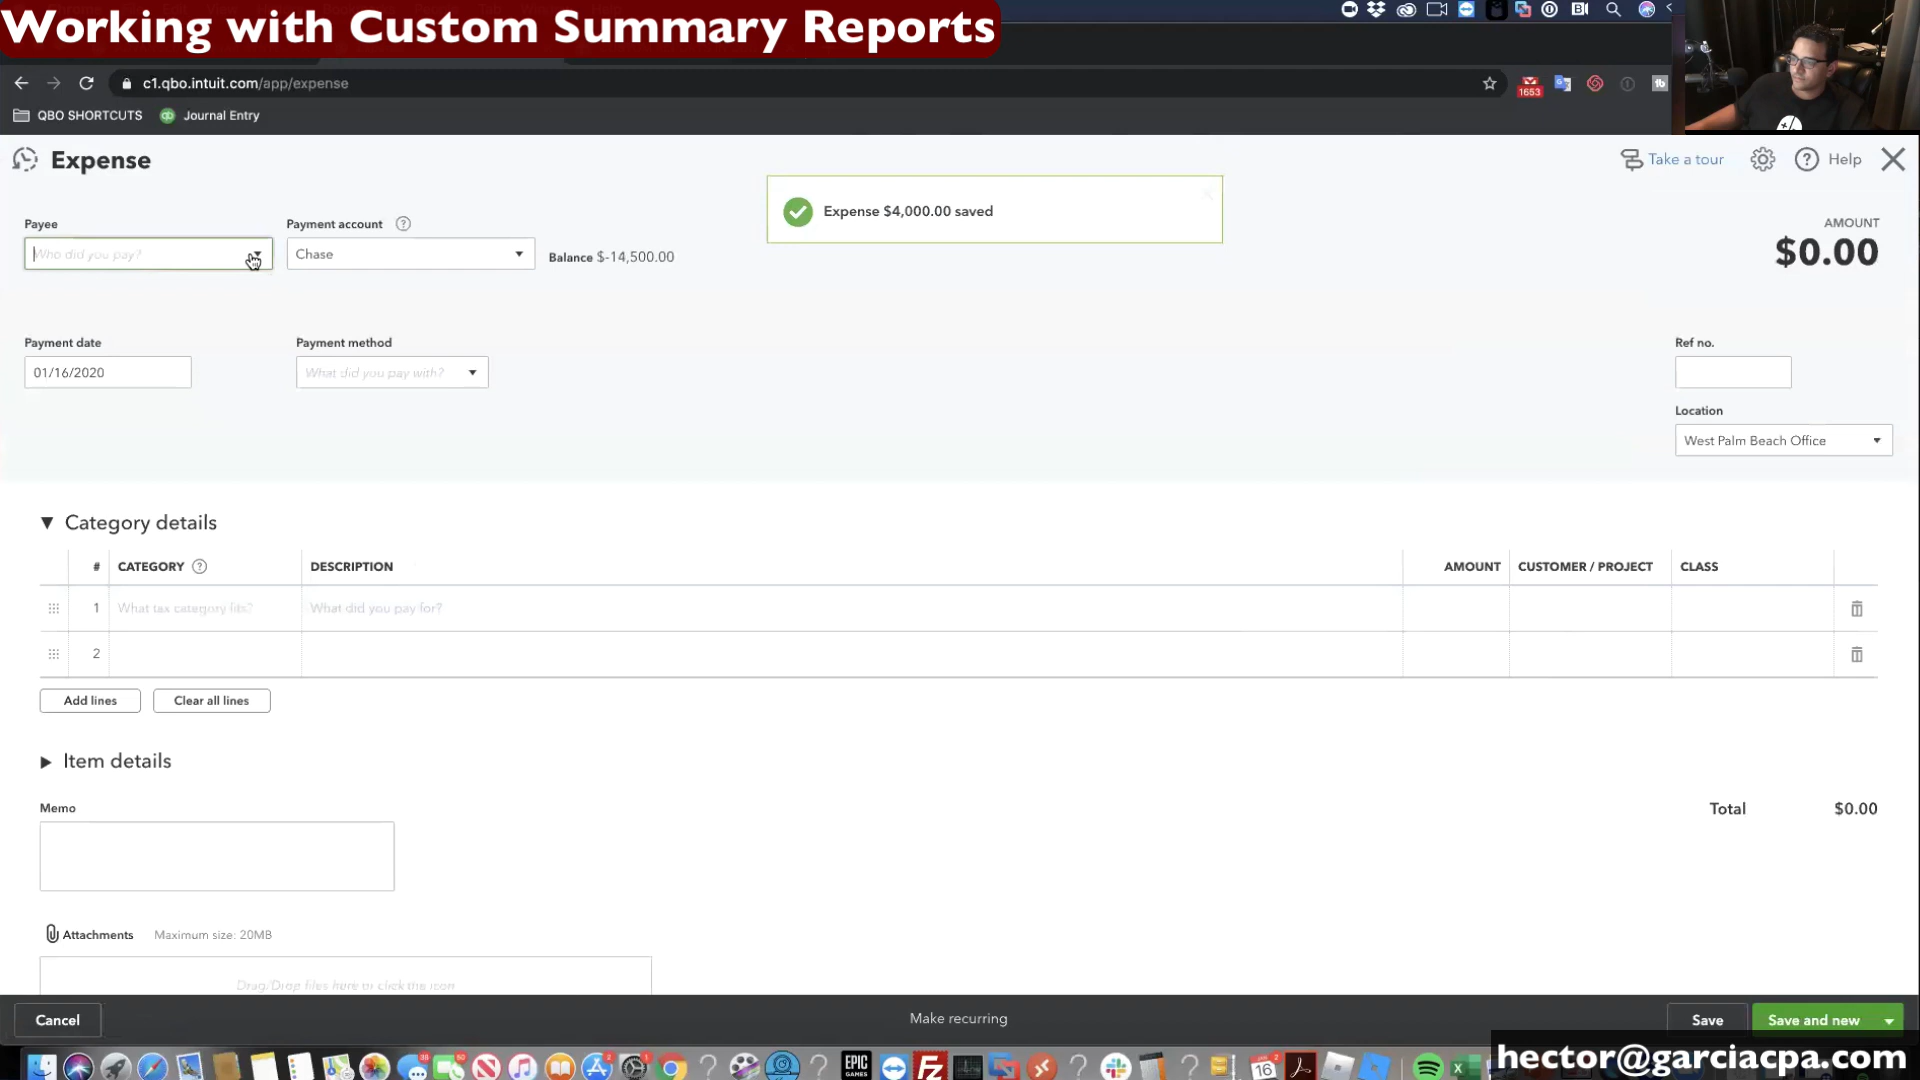 Working with Custom Summary Reports
c1.qbo.intuit.com/app/expense
1653
QBO SHORTCUTS
Journal Entry
Expense
Take a tour
Help
Expense $4,000.00 saved
Payee
Payment account
AMOUNT
Who did you pay?
Chase
Balance $-14,500.00
$0.00
Payment date
Payment method
Ref no.
01/16/2020
What did you pay with?
Location
West Palm Beach Office
Category details
# CATEGORY DESCRIPTION AMOUNT CUSTOMER / PROJECT CLASS
1 What tax category fits? What did you pay for?
2
Add lines
Clear all lines
Item details
Memo
Total $0.00
Attachments Maximum size: 20MB
Drag/Drop files here or click the icon
Cancel
Make recurring
Save
Save and new
EPIC
GAMES
16
hector@garciacpa.com